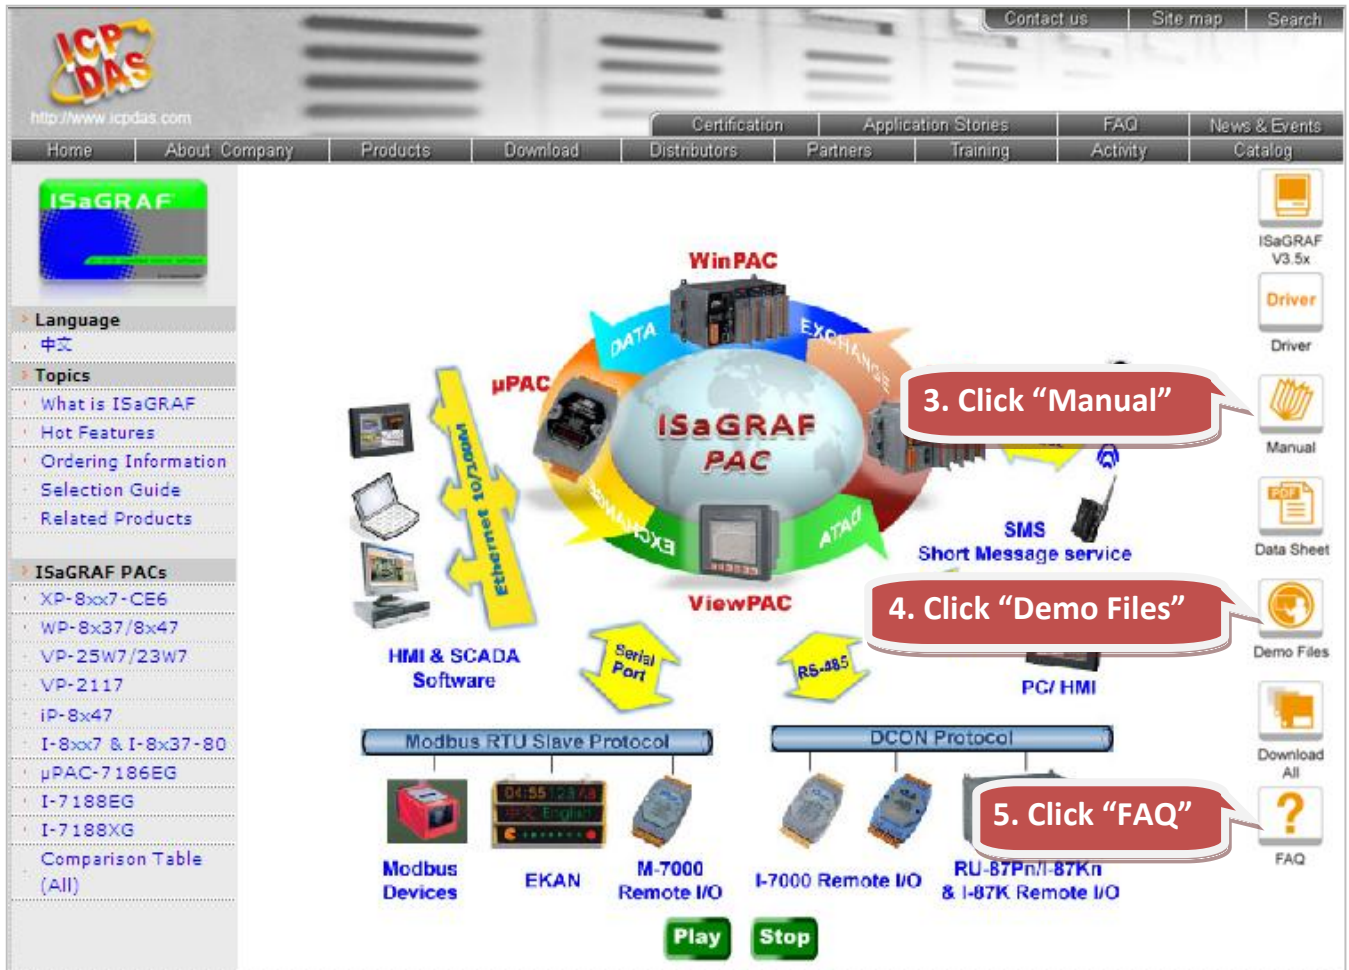 Contact us
Site map
Search
ICP
DAS
http://www.icpdas.com
Certification
Application Stories
FAQ
News & Events
Home
About Company
Products
Download
Distributors
Partners
Training
Activity
Catalog
ISaGRAF
Language
中文
Topics
What is ISaGRAF
Hot Features
Ordering Information
Selection Guide
Related Products
ISaGRAF PACs
XP-8xx7-CE6
WP-8x37/8x47
VP-25W7/23W7
VP-2117
iP-8x47
I-8xx7 & I-8x37-80
μPAC-7186EG
I-7188EG
I-7188XG
Comparison Table
(All)
WinPAC
DATA
EXCHANGE
μPAC
ISaGRAF
PAC
EXCHANGE
DATA
ViewPAC
Ethernet 10/100M
HMI & SCADA
Software
Serial
Port
RS-485
SMS
Short Message service
PC/ HMI
Modbus RTU Slave Protocol
DCON Protocol
04:55
English
Modbus
Devices
EKAN
M-7000
Remote I/O
I-7000 Remote I/O
RU-87Pn/I-87Kn
& I-87K Remote I/O
Play
Stop
3. Click “Manual”
4. Click “Demo Files”
5. Click “FAQ”
ISaGRAF
V3.5x
Driver
Driver
Manual
PDF
Data Sheet
Demo Files
Download
All
?
FAQ